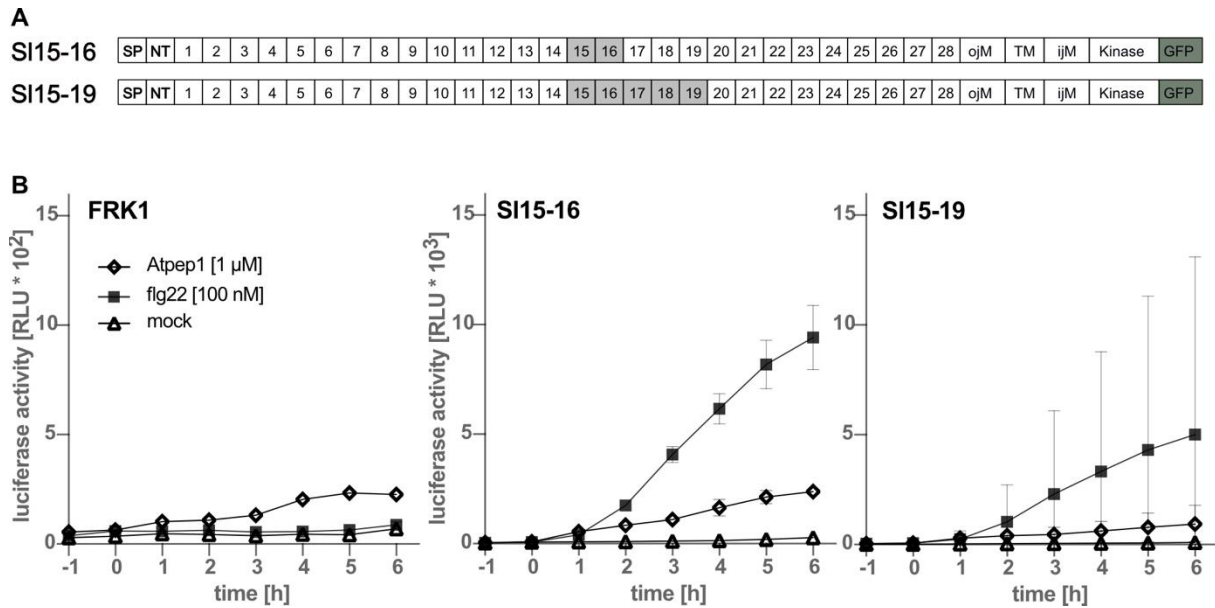 A
Sl15-16 SP NT 1 2 3 4 5 6 7 8 9 10 11 12 13 14 15 16 17 18 19 20 21 22 23 24 25 26 27 28 ojM TM ijM Kinase GFP
Sl15-19 SP NT 1 2 3 4 5 6 7 8 9 10 11 12 13 14 15 16 17 18 19 20 21 22 23 24 25 26 27 28 ojM TM ijM Kinase GFP
B
FRK1
luciferase activity [RLU * 10²]
15
10
5
0
Atpep1 [1 µM]
flg22 [100 nM]
mock
-1 0 1 2 3 4 5 6
time [h]
Sl15-16
luciferase activity [RLU * 10³]
15
10
5
0
-1 0 1 2 3 4 5 6
time [h]
Sl15-19
15
10
5
0
-1 0 1 2 3 4 5 6
time [h]